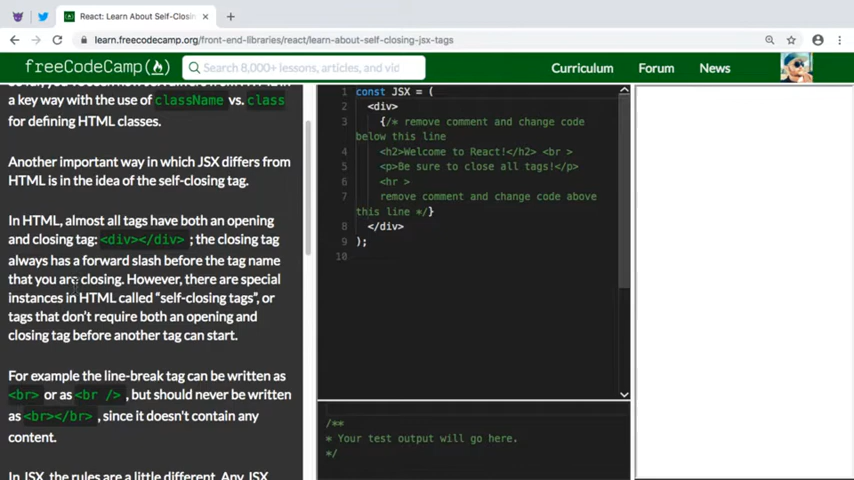 React: Learn About Self-Closin
learn.freecodecamp.org/front-end-libraries/react/learn-about-self-closing-jsx-tags
freeCodeCamp
Search 8,000+ lessons, articles, and vid
Curriculum
Forum
News
a key way with the use of className vs. class
for defining HTML classes.
Another important way in which JSX differs from
HTML is in the idea of the self-closing tag.
In HTML, almost all tags have both an opening
and closing tag: <div></div> ; the closing tag
always has a forward slash before the tag name
that you are closing. However, there are special
instances in HTML called “self-closing tags”, or
tags that don’t require both an opening and
closing tag before another tag can start.
For example the line-break tag can be written as
<br> or as <br /> , but should never be written
as <br></br> , since it doesn't contain any
content.
In JSX, the rules are a little different. Any JSX
1 const JSX = (
2 <div>
3 {/* remove comment and change code
below this line
4 <h2>Welcome to React!</h2> <br >
5 <p>Be sure to close all tags!</p>
6 <hr >
7 remove comment and change code above
this line */}
8 </div>
9 );
10
/**
* Your test output will go here.
*/